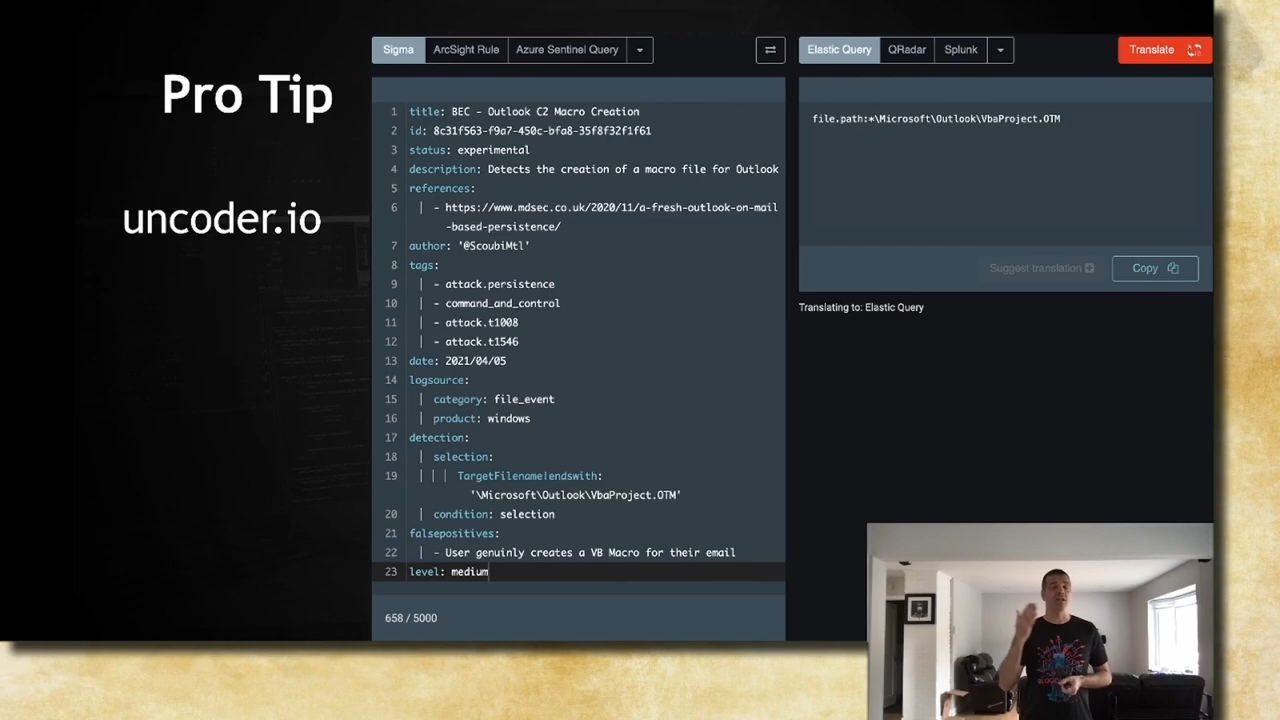 Pro Tip
uncoder.io
Sigma
ArcSight Rule
Azure Sentinel Query
1 title: BEC - Outlook C2 Macro Creation
2 id: 8c31f563-f9a7-450c-bfa8-35f8f32f1f61
3 status: experimental
4 description: Detects the creation of a macro file for Outlook
5 references:
6 - https://www.mdsec.co.uk/2020/11/a-fresh-outlook-on-mail
-based-persistence/
7 author: '@ScoubiMtl'
8 tags:
9 - attack.persistence
10 - command_and_control
11 - attack.t1008
12 - attack.t1546
13 date: 2021/04/05
14 logsource:
15 category: file_event
16 product: windows
17 detection:
18 selection:
19 TargetFilename|endswith:
'\Microsoft\Outlook\VbaProject.OTM'
20 condition: selection
21 falsepositives:
22 - User genuinly creates a VB Macro for their email
23 level: medium
658 / 5000
Elastic Query
QRadar
Splunk
Translate
file.path:*\Microsoft\Outlook\VbaProject.OTM
Suggest translation
Copy
Translating to: Elastic Query